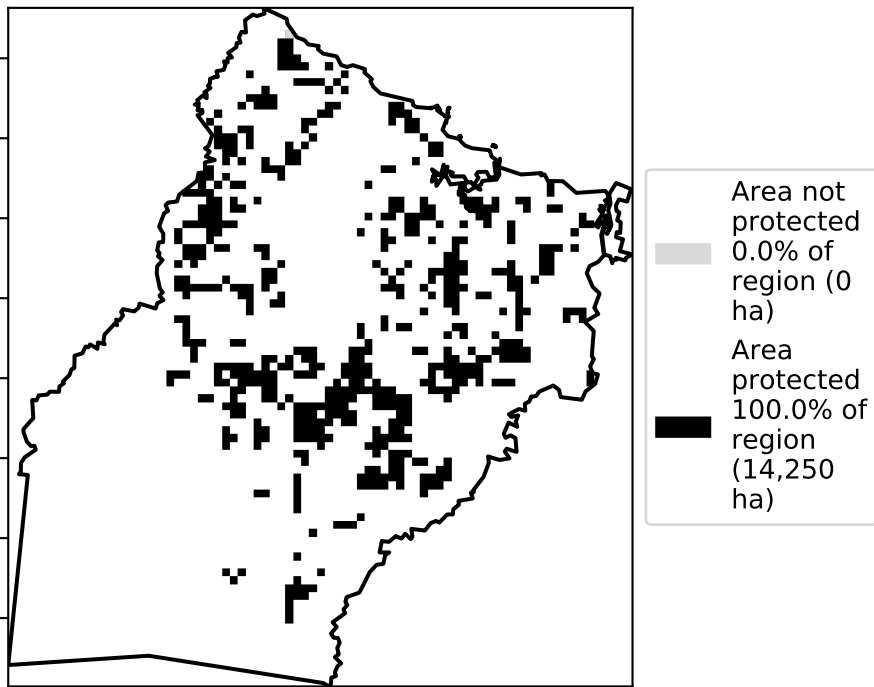 Area not
protected
0.0% of
region (0
ha)
Area
protected
100.0% of
region
(14,250
ha)